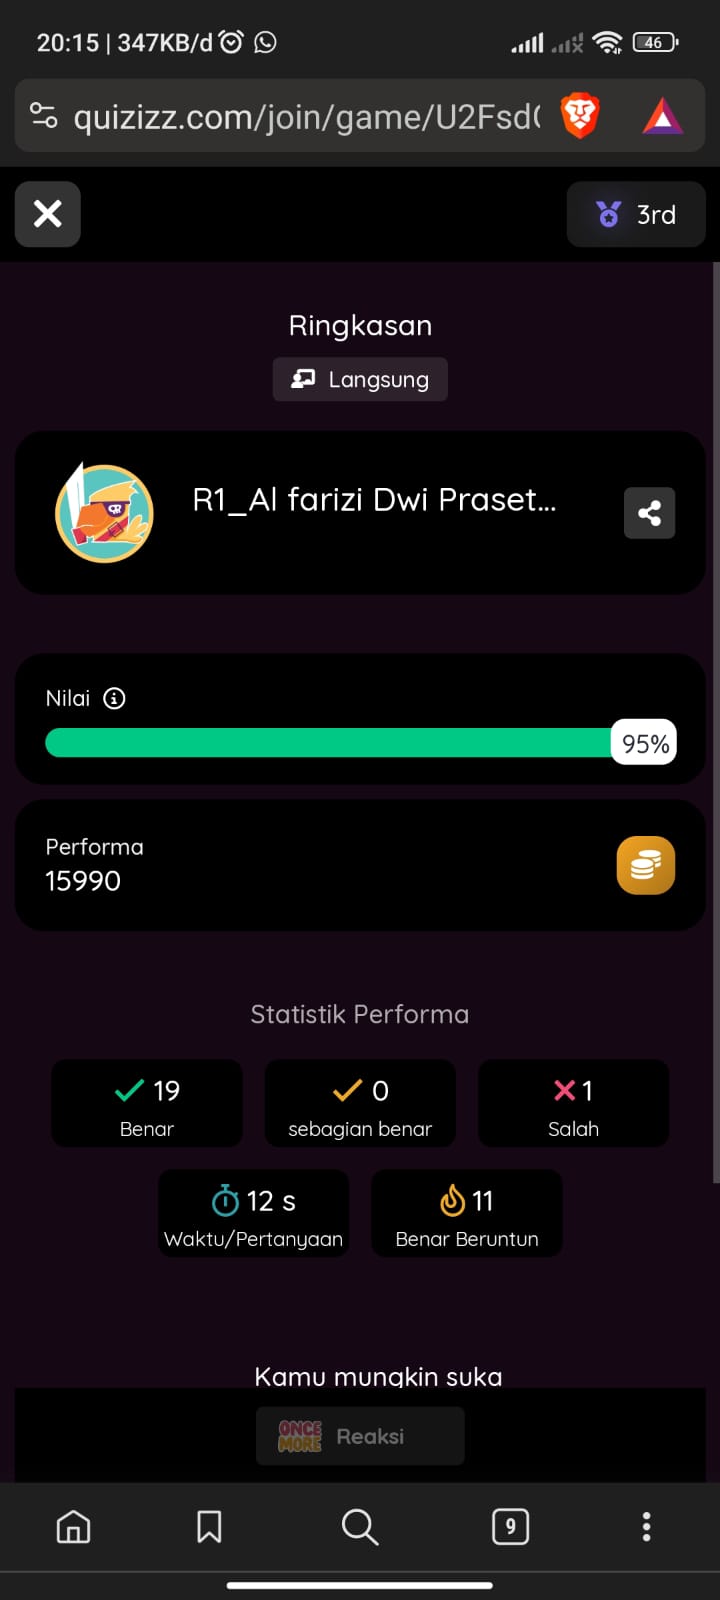 20:15 | 347KB/d
46
quizizz.com/join/game/U2Fsd
3rd
Ringkasan
Langsung
R1_Al farizi Dwi Praset...
QR
Nilai
95%
Performa
15990
Statistik Performa
19
Benar
0
sebagian benar
1
Salah
12 s
Waktu/Pertanyaan
11
Benar Beruntun
Kamu mungkin suka
ONCE
MORE
Reaksi
9